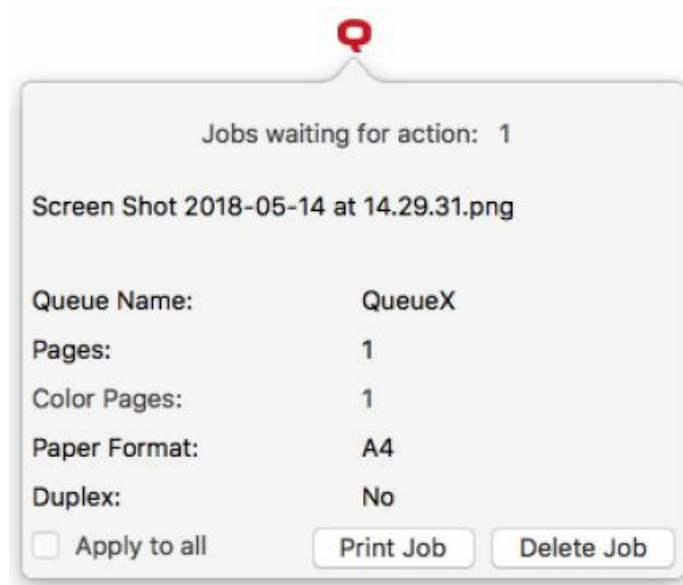 Q
Jobs waiting for action: 1
Screen Shot 2018-05-14 at 14.29.31.png
Queue Name: QueueX
Pages: 1
Color Pages: 1
Paper Format: A4
Duplex: No
Apply to all Print Job Delete Job